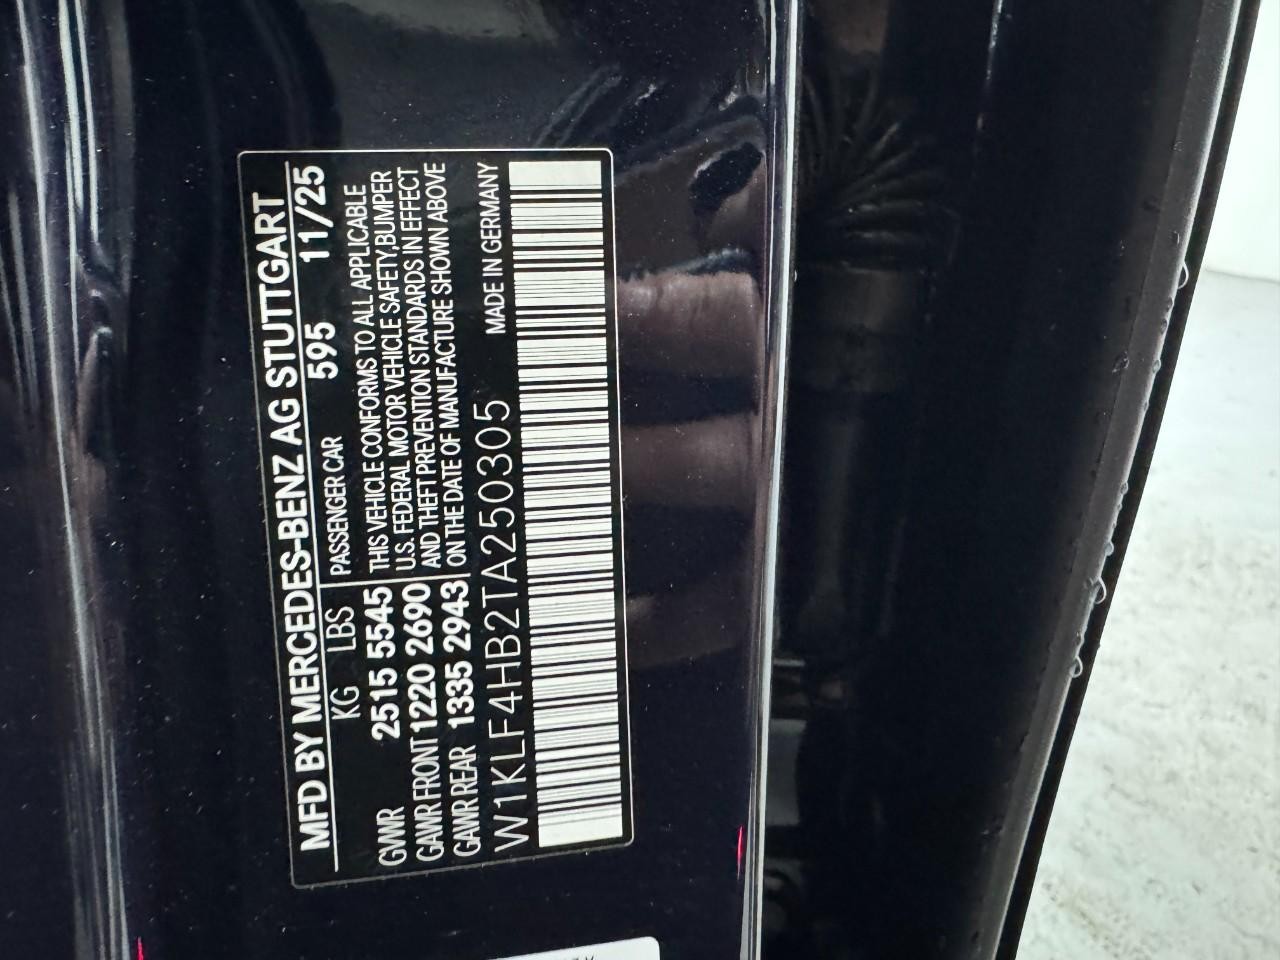 MFD BY MERCEDES-BENZ AG STUTTGART
KG LBS PASSENGER CAR 595 11/25
GVWR 2515 5545
GAWR FRONT 1220 2690
GAWR REAR 1335 2943
THIS VEHICLE CONFORMS TO ALL APPLICABLE
U.S. FEDERAL MOTOR VEHICLE SAFETY,BUMPER
AND THEFT PREVENTION STANDARDS IN EFFECT
ON THE DATE OF MANUFACTURE SHOWN ABOVE
W1KLF4HB2TA250305 MADE IN GERMANY